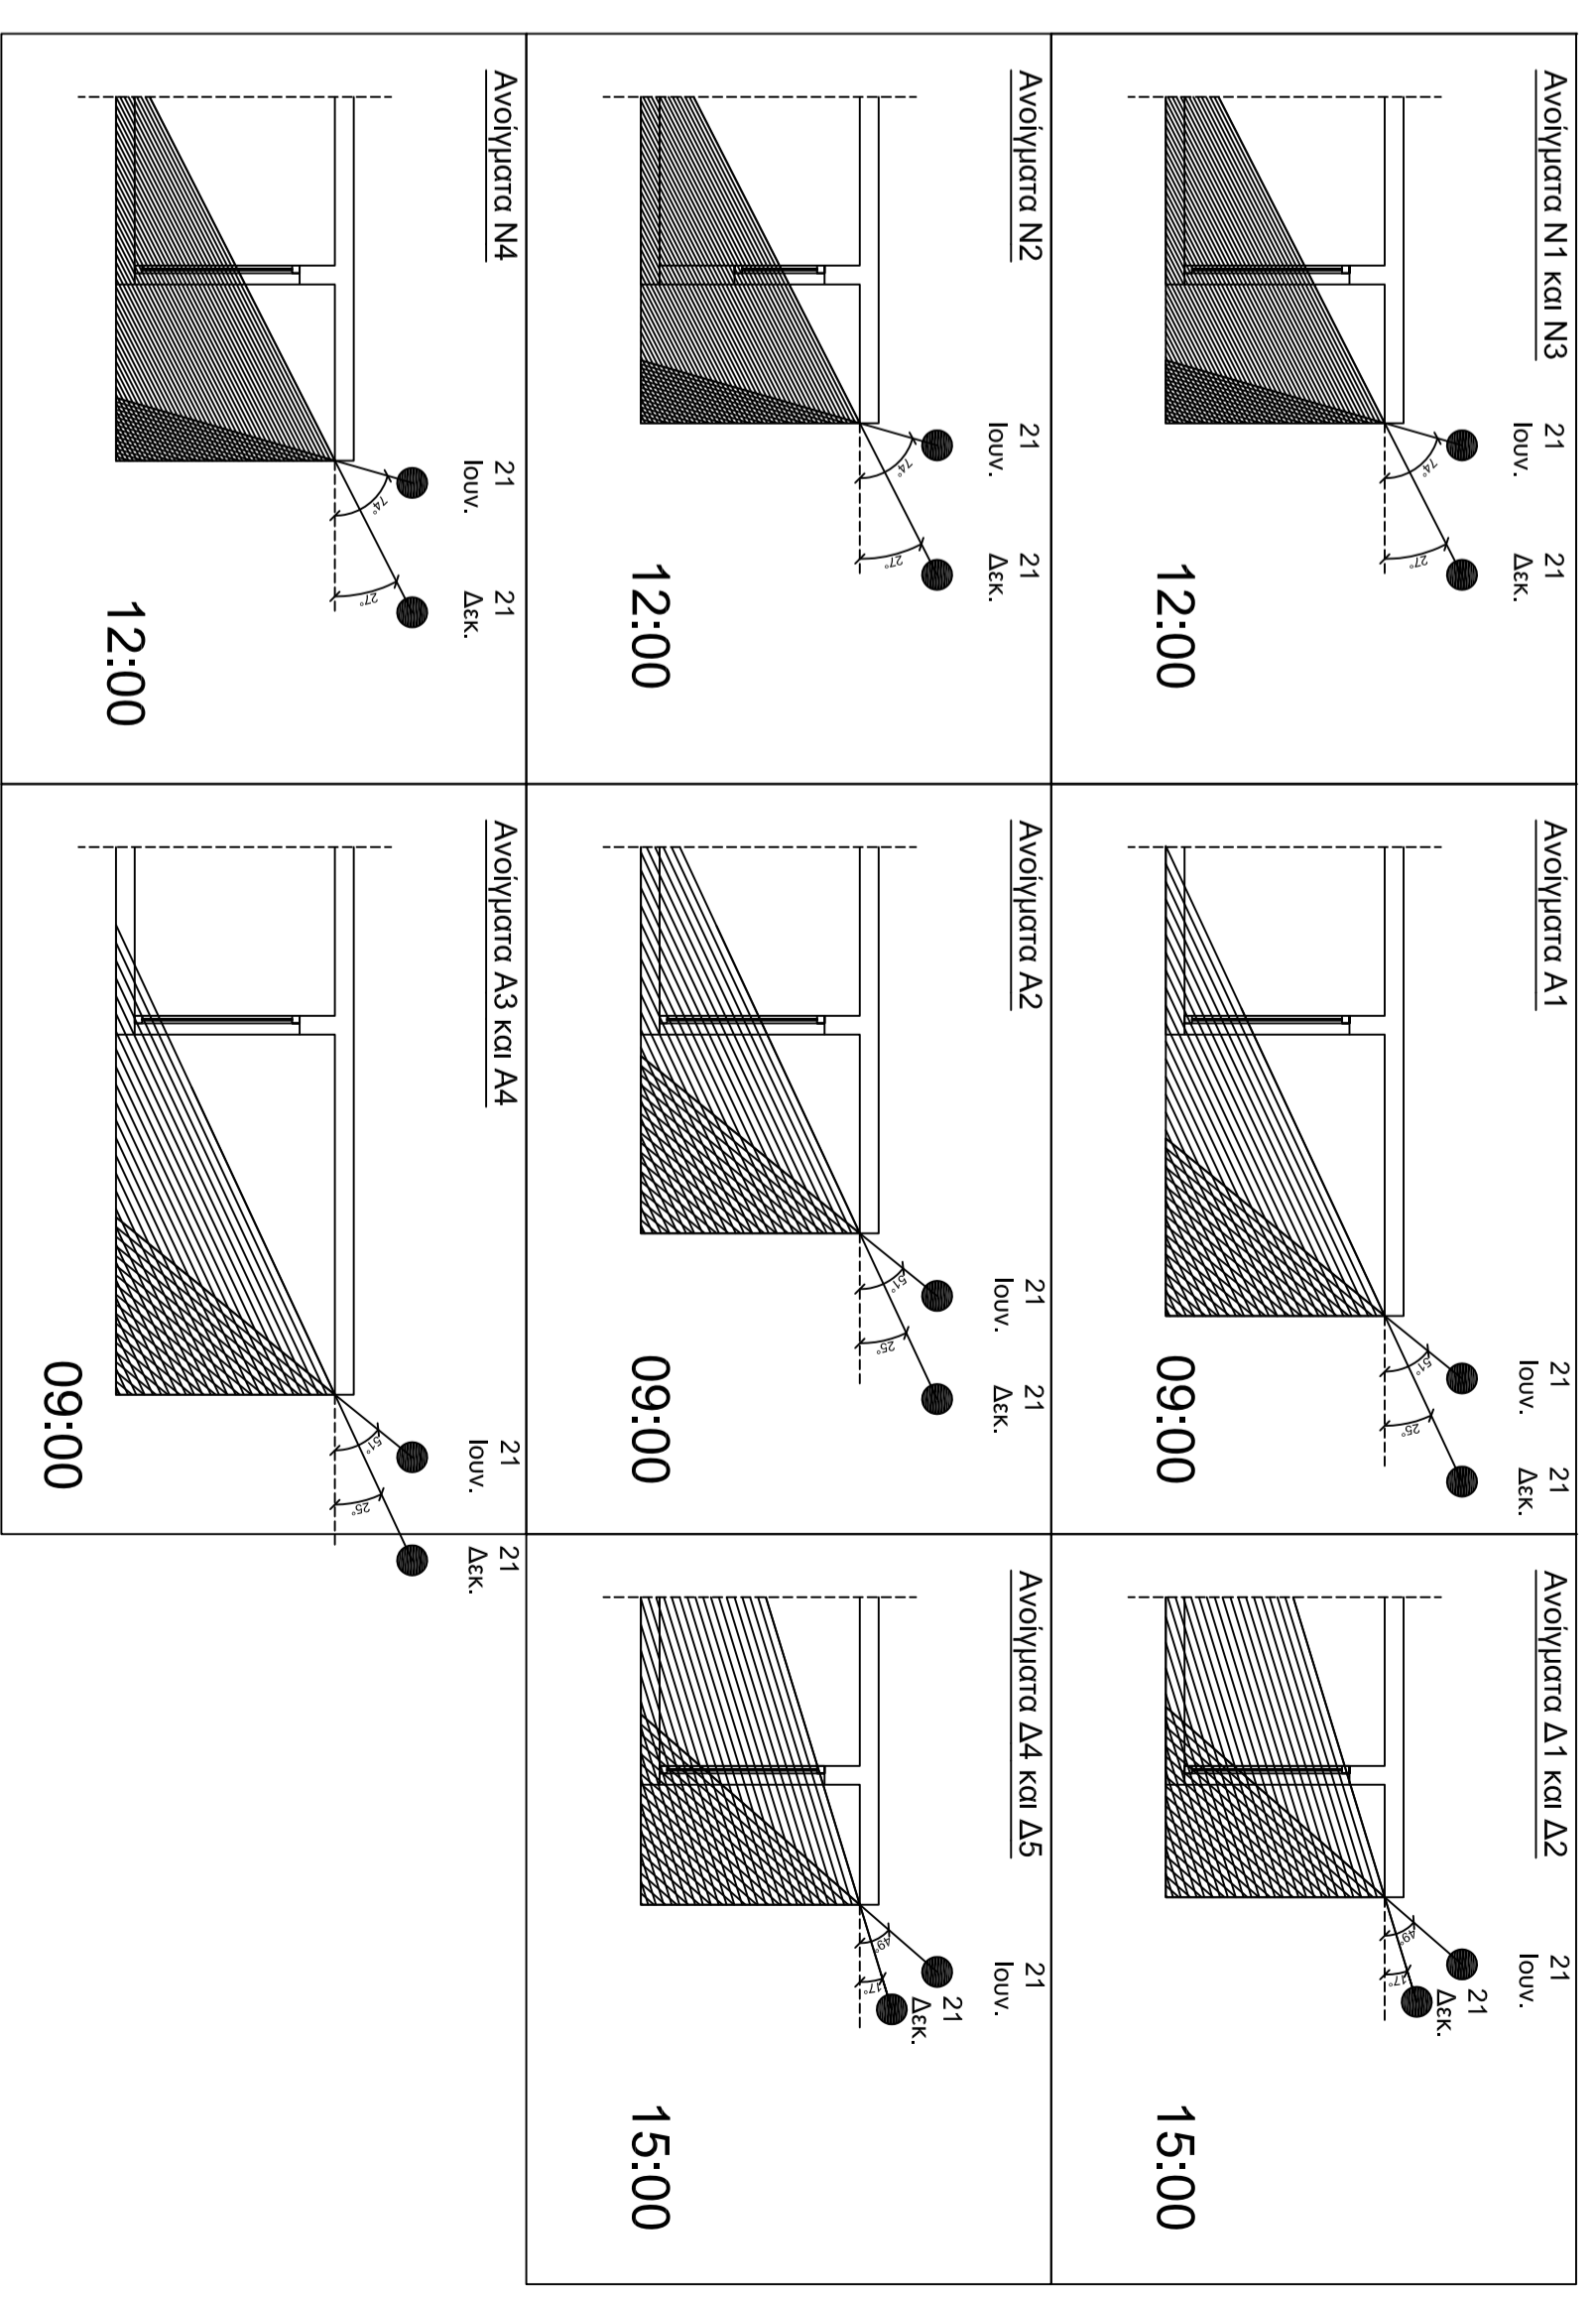 Ανοίγματα Ν1 και Ν3
21
Ιουν.
21
Δεκ.
74°
27°
12:00
Ανοίγματα Α1
21
Ιουν.
21
Δεκ.
51°
25°
09:00
Ανοίγματα Δ1 και Δ2
21
Ιουν.
21
Δεκ.
49°
17°
15:00
Ανοίγματα Ν2
21
Ιουν.
21
Δεκ.
74°
27°
12:00
Ανοίγματα Α2
21
Ιουν.
21
Δεκ.
51°
25°
09:00
Ανοίγματα Δ4 και Δ5
21
Ιουν.
21
Δεκ.
49°
17°
15:00
Ανοίγματα Ν4
21
Ιουν.
21
Δεκ.
74°
27°
12:00
Ανοίγματα Α3 και Α4
21
Ιουν.
21
Δεκ.
51°
25°
09:00